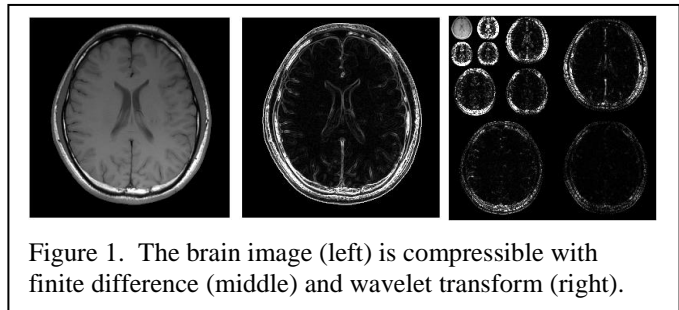 Figure 1.  The brain image (left) is compressible with
finite difference (middle) and wavelet transform (right).